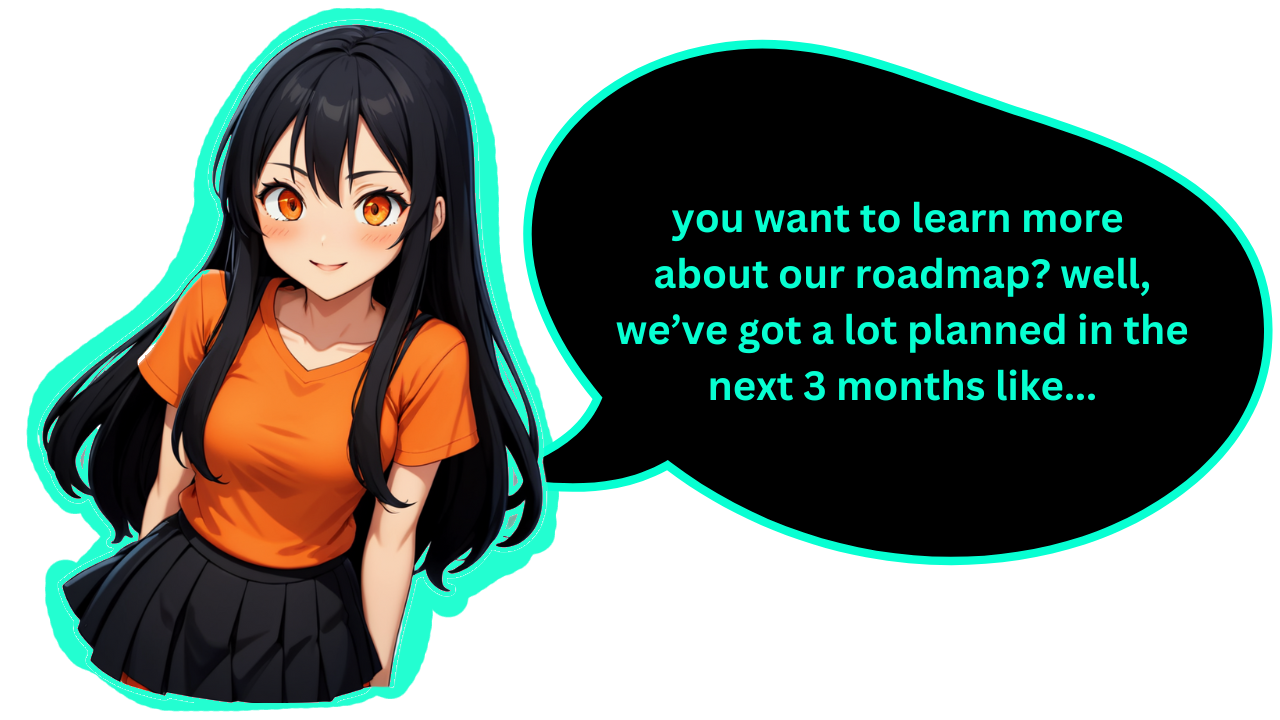 you want to learn more
about our roadmap? well,
we’ve got a lot planned in the
next 3 months like...